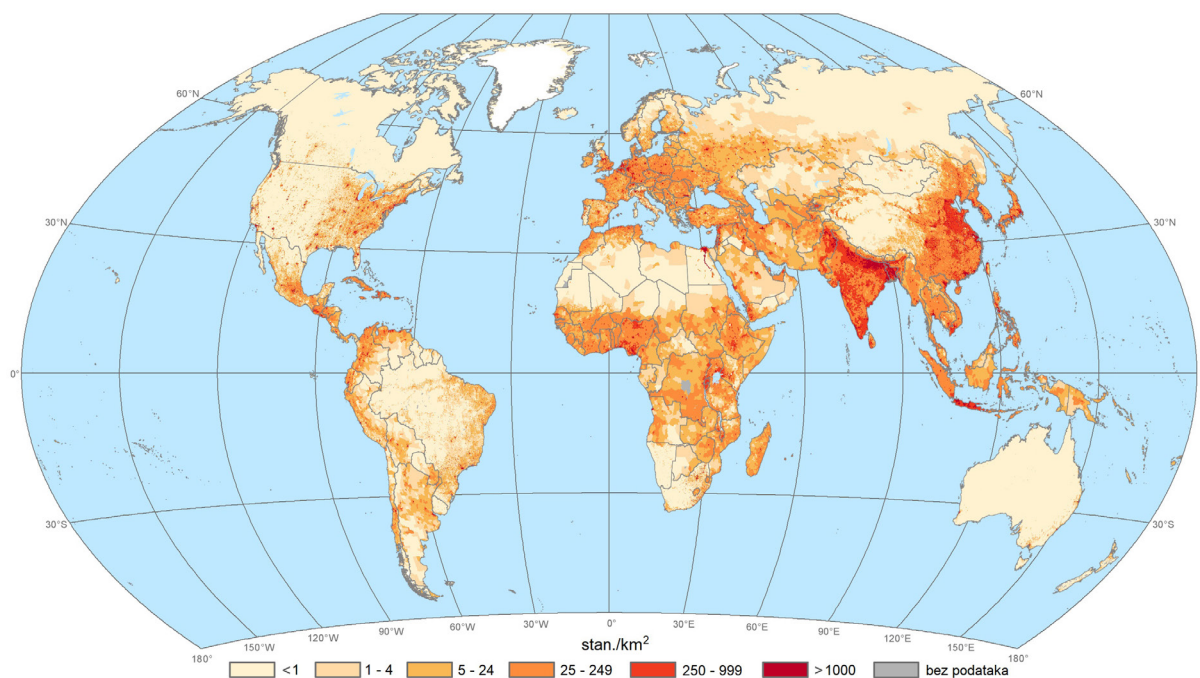 60°N
60°N
30°N
30°N
0°
0°
30°S
30°S
180°
150°W
120°W
90°W
60°W
30°W
0°
30°E
60°E
90°E
120°E
150°E
180°
stan./km²
<1
1 - 4
5 - 24
25 - 249
250 - 999
>1000
bez podataka